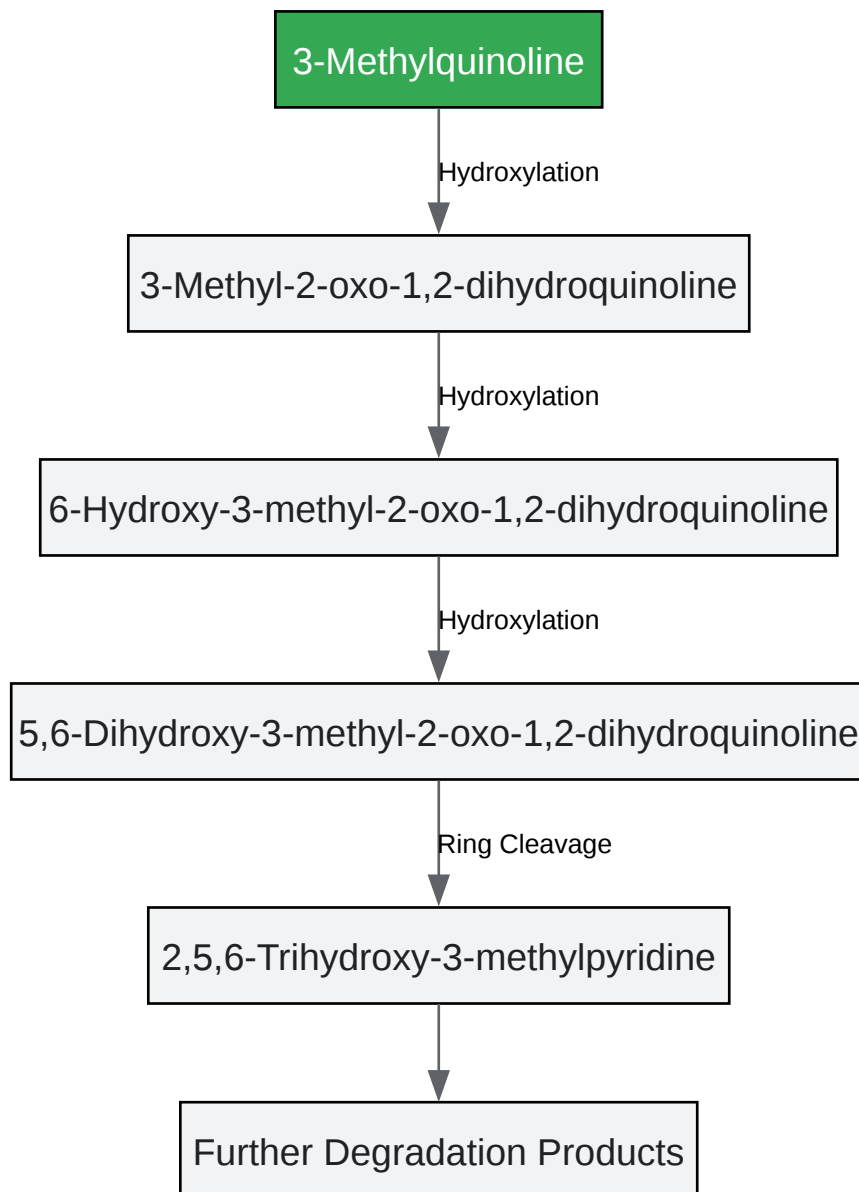 3-Methylquinoline
Hydroxylation
3-Methyl-2-oxo-1,2-dihydroquinoline
Hydroxylation
6-Hydroxy-3-methyl-2-oxo-1,2-dihydroquinoline
Hydroxylation
5,6-Dihydroxy-3-methyl-2-oxo-1,2-dihydroquinoline
Ring Cleavage
2,5,6-Trihydroxy-3-methylpyridine
Further Degradation Products